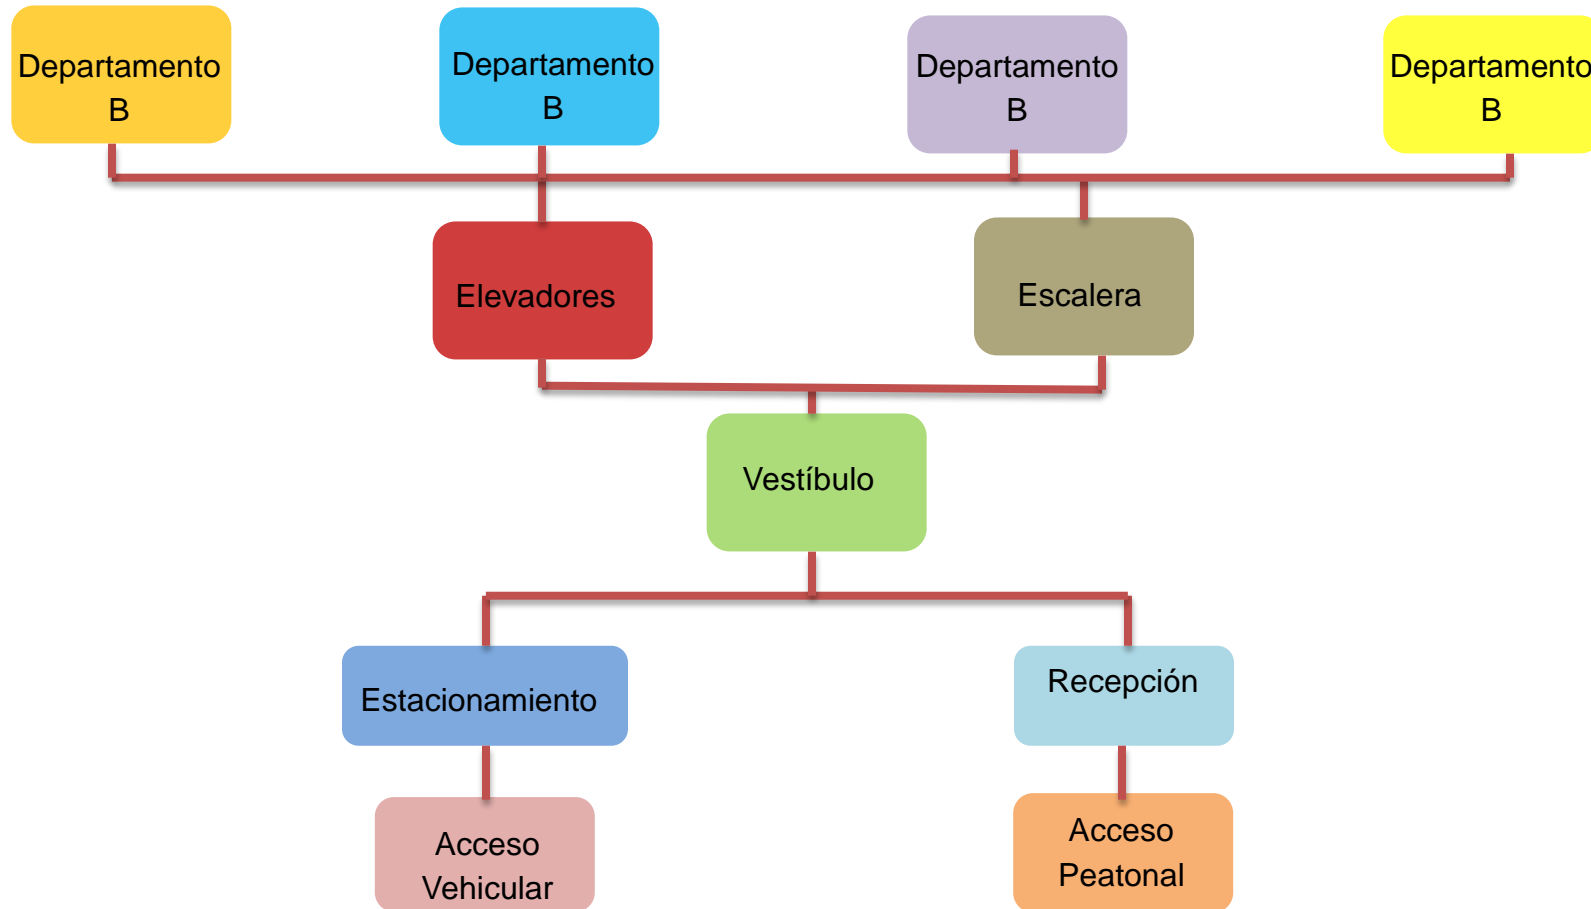 Departamento
B
Departamento
B
Departamento
B
Departamento
B
Elevadores
Escalera
Vestíbulo
Estacionamiento
Recepción
Acceso
Vehicular
Acceso
Peatonal